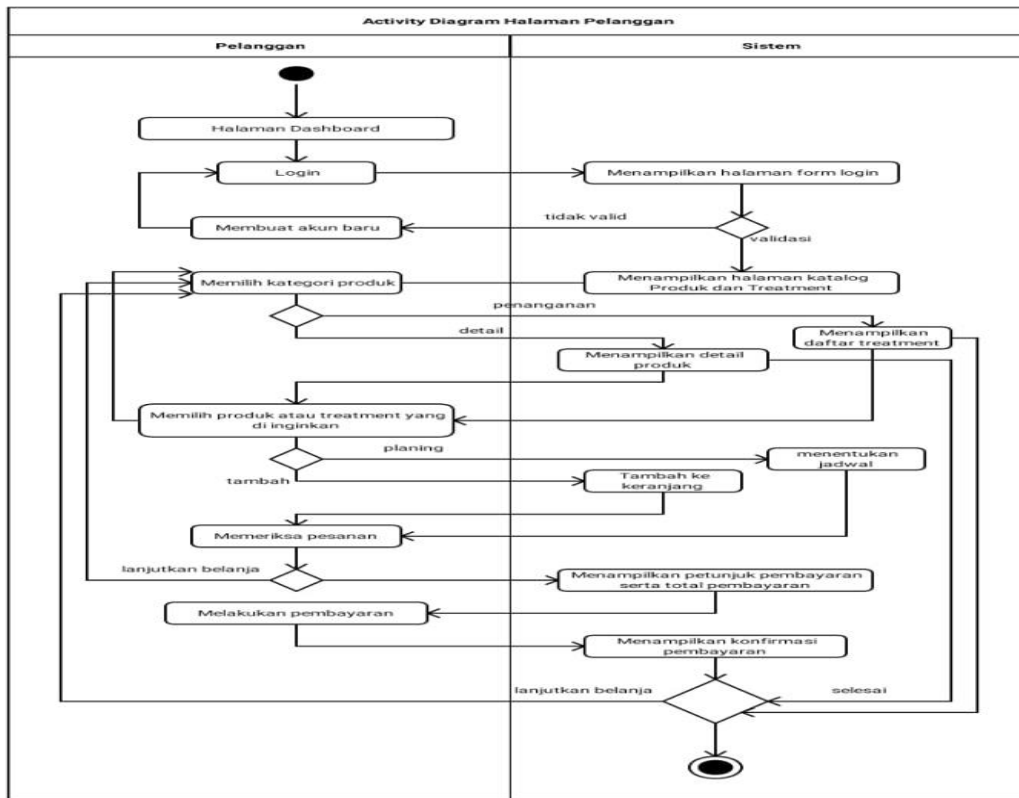 Activity Diagram Halaman Pelanggan
Pelanggan
Sistem
Halaman Dashboard
Login
Menampilkan halaman form login
tidak valid
Membuat akun baru
validasi
Memilih kategori produk
Menampilkan halaman katalog
Produk dan Treatment
penanganan
detail
Menampilkan
daftar treatment
Menampilkan detail
produk
Memilih produk atau treatment yang
di inginkan
planing
menentukan
jadwal
tambah
Tambah ke
keranjang
Memeriksa pesanan
lanjutkan belanja
Menampilkan petunjuk pembayaran
serta total pembayaran
Melakukan pembayaran
Menampilkan konfirmasi
pembayaran
lanjutkan belanja
selesai